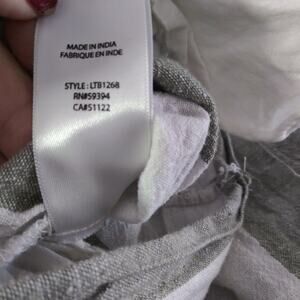 MADE IN INDIA
FABRIQUE EN INDE
STYLE: LTB1268
RN#59394
CA#51122